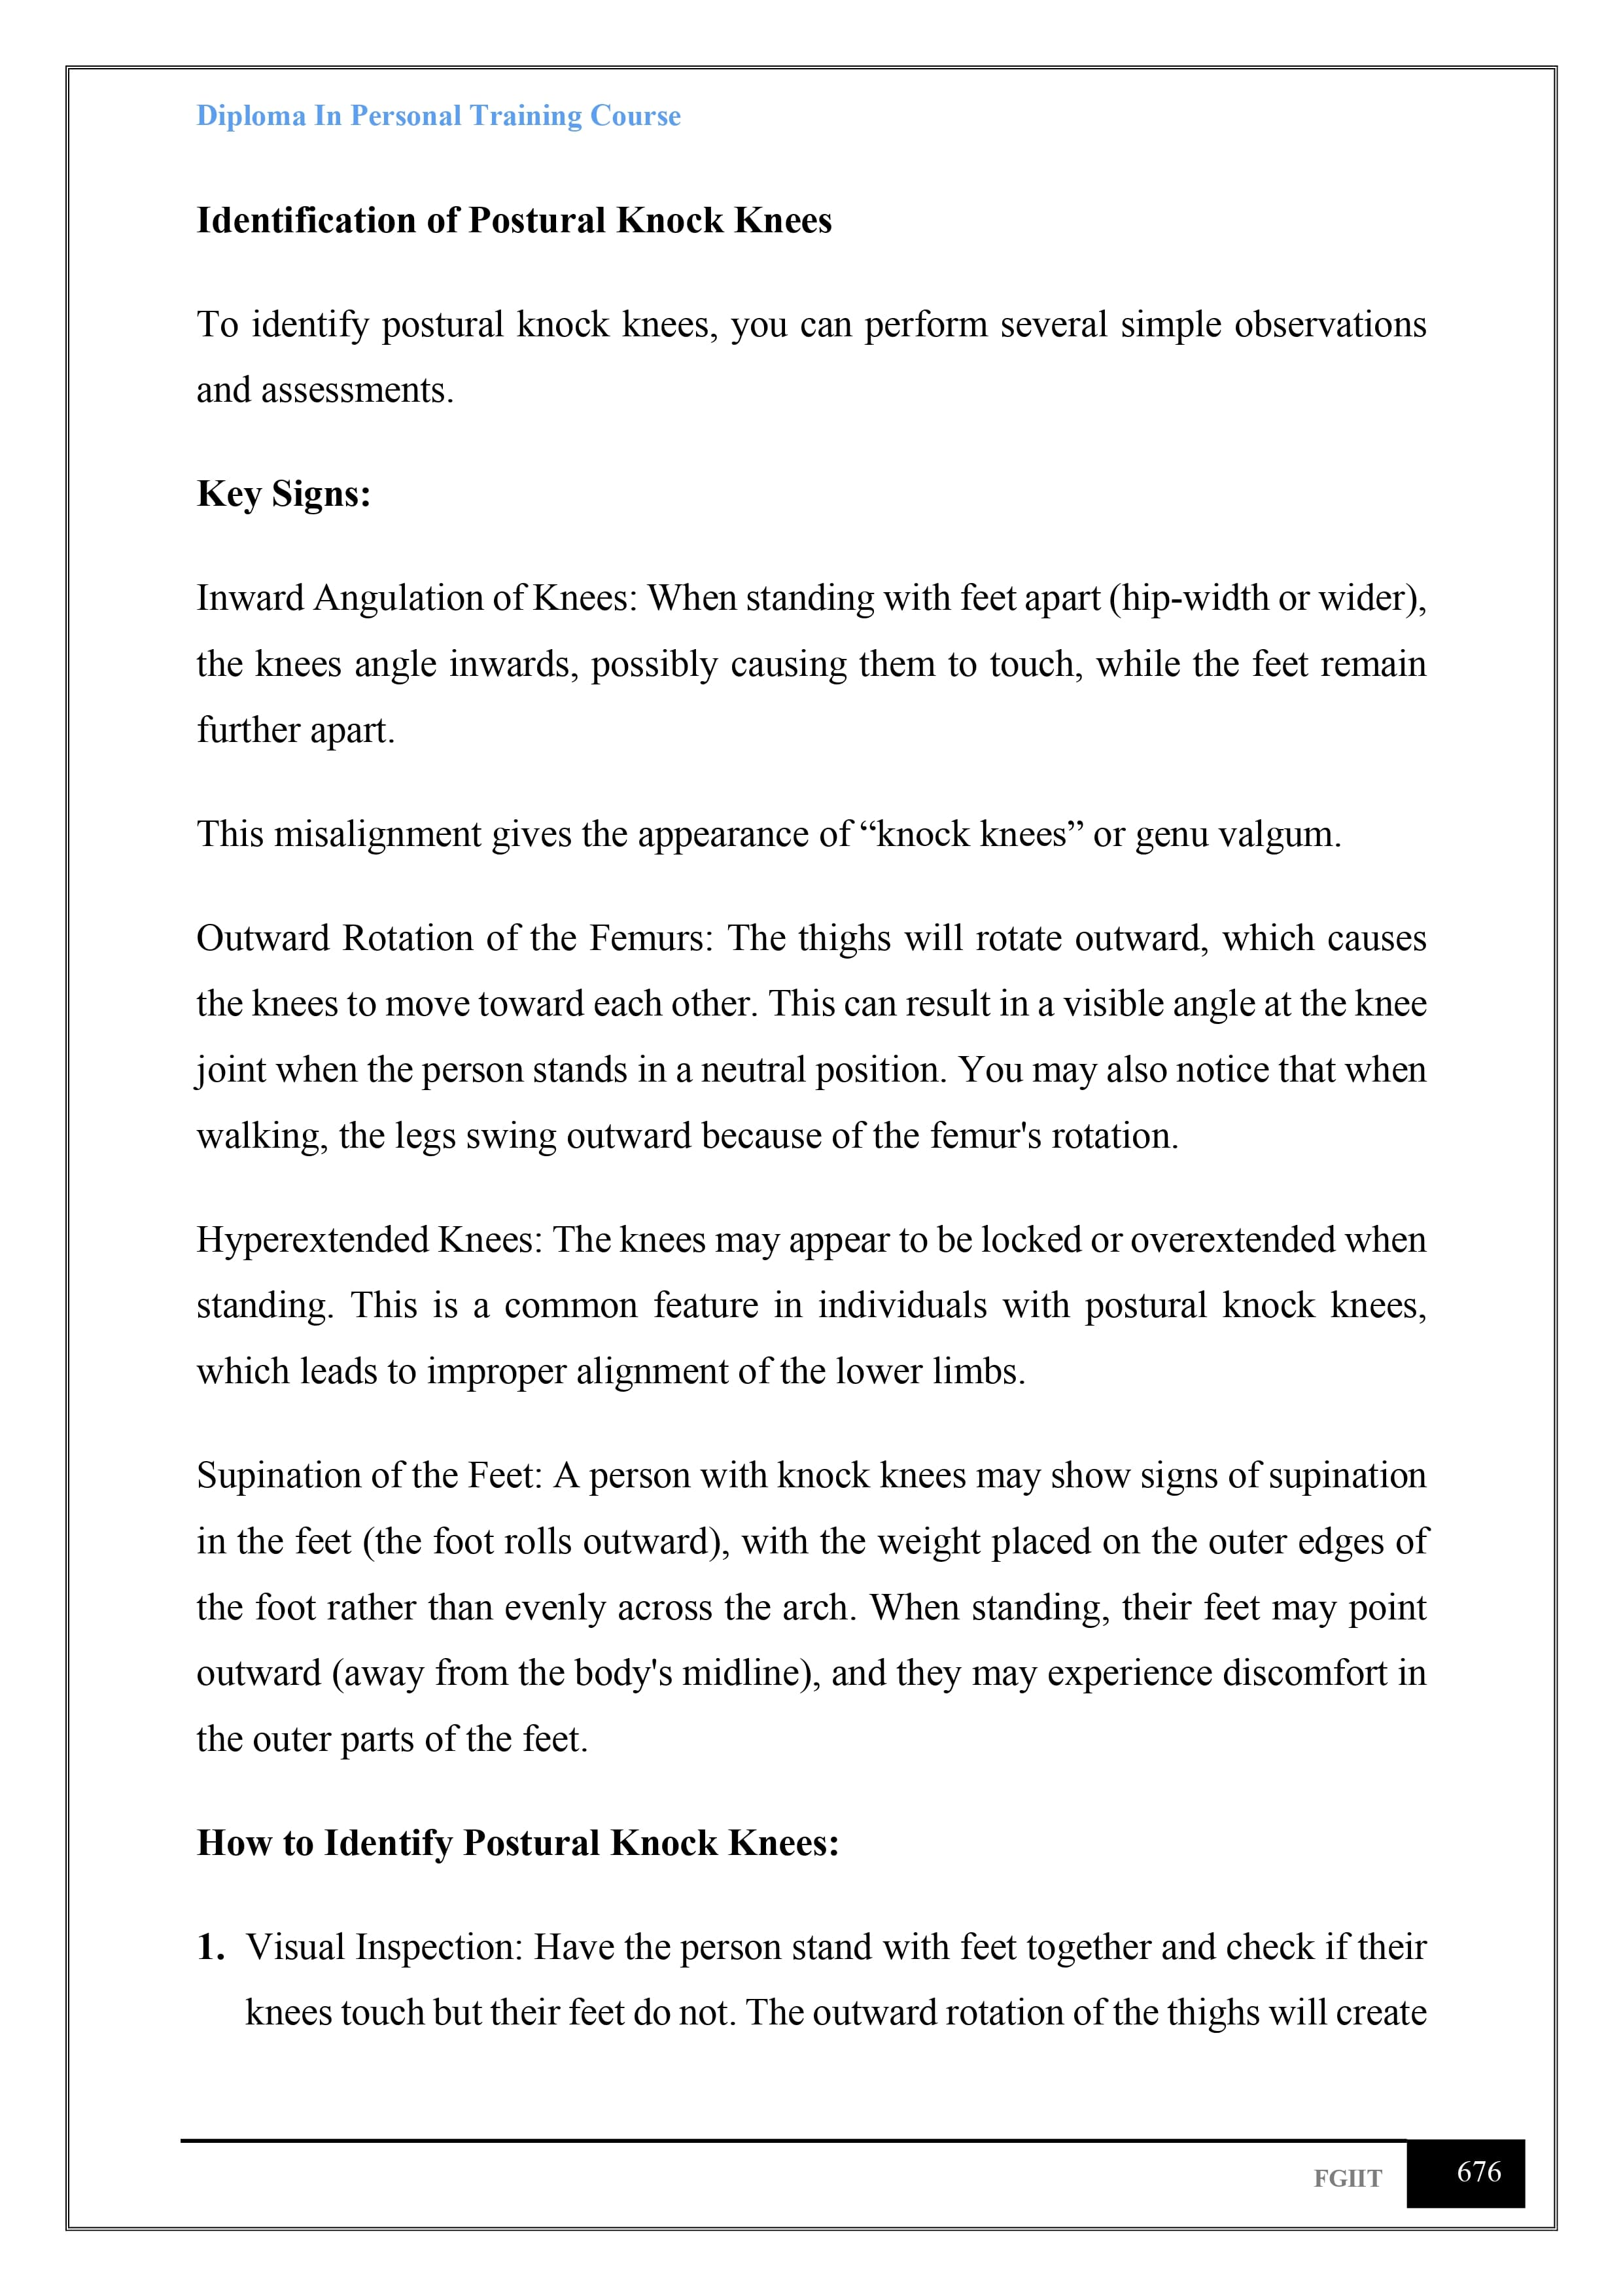 Diploma In Personal Training Course
Identification of Postural Knock Knees
To identify postural knock knees, you can perform several simple observations
and assessments.
Key Signs:
Inward Angulation of Knees: When standing with feet apart (hip-width or wider),
the knees angle inwards, possibly causing them to touch, while the feet remain
further apart.
This misalignment gives the appearance of “knock knees” or genu valgum.
Outward Rotation of the Femurs: The thighs will rotate outward, which causes
the knees to move toward each other. This can result in a visible angle at the knee
joint when the person stands in a neutral position. You may also notice that when
walking, the legs swing outward because of the femur's rotation.
Hyperextended Knees: The knees may appear to be locked or overextended when
standing. This is a common feature in individuals with postural knock knees,
which leads to improper alignment of the lower limbs.
Supination of the Feet: A person with knock knees may show signs of supination
in the feet (the foot rolls outward), with the weight placed on the outer edges of
the foot rather than evenly across the arch. When standing, their feet may point
outward (away from the body's midline), and they may experience discomfort in
the outer parts of the feet.
How to Identify Postural Knock Knees:
1. Visual Inspection: Have the person stand with feet together and check if their
knees touch but their feet do not. The outward rotation of the thighs will create
FGIIT 676